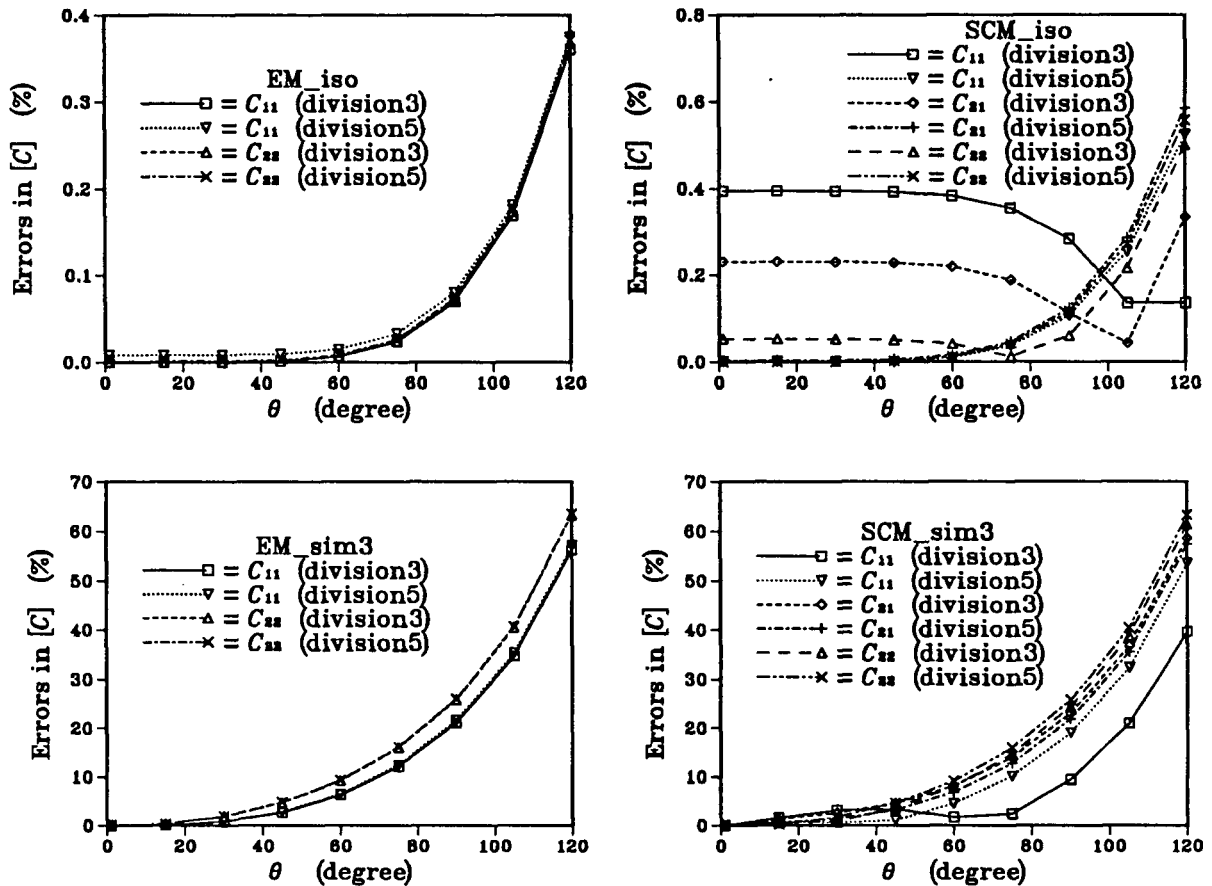 EM_iso
= C₁₁ (division3)
= C₁₁ (division5)
= C₂₂ (division3)
= C₂₂ (division5)
Errors in [C] (%)
0.4
0.3
0.2
0.1
0.0
0 20 40 60 80 100 120
θ (degree)
SCM_iso
= C₁₁ (division3)
= C₁₁ (division5)
= C₂₁ (division3)
= C₂₁ (division5)
= C₂₂ (division3)
= C₂₂ (division5)
Errors in [C] (%)
0.8
0.6
0.4
0.2
0.0
0 20 40 60 80 100 120
θ (degree)
EM_sim3
= C₁₁ (division3)
= C₁₁ (division5)
= C₂₂ (division3)
= C₂₂ (division5)
Errors in [C] (%)
70
60
50
40
30
20
10
0
0 20 40 60 80 100 120
θ (degree)
SCM_sim3
= C₁₁ (division3)
= C₁₁ (division5)
= C₂₁ (division3)
= C₂₁ (division5)
= C₂₂ (division3)
= C₂₂ (division5)
Errors in [C] (%)
70
60
50
40
30
20
10
0
0 20 40 60 80 100 120
θ (degree)